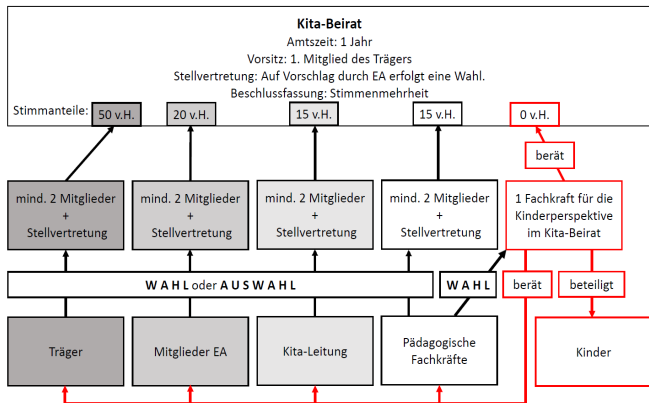 Kita-Beirat
Amtszeit: 1 Jahr
Vorsitz: 1. Mitglied des Trägers
Stellvertretung: Auf Vorschlag durch EA erfolgt eine Wahl.
Beschlussfassung: Stimmenmehrheit
Stimmanteile: 50 v.H. 20 v.H. 15 v.H. 15 v.H. 0 v.H.
berät
mind. 2 Mitglieder
+
Stellvertretung
mind. 2 Mitglieder
+
Stellvertretung
mind. 2 Mitglieder
+
Stellvertretung
mind. 2 Mitglieder
+
Stellvertretung
1 Fachkraft für die
Kinderperspektive
im Kita-Beirat
W A H L oder A U S W A H L
W A H L
berät
beteiligt
Träger
Mitglieder EA
Kita-Leitung
Pädagogische
Fachkräfte
Kinder